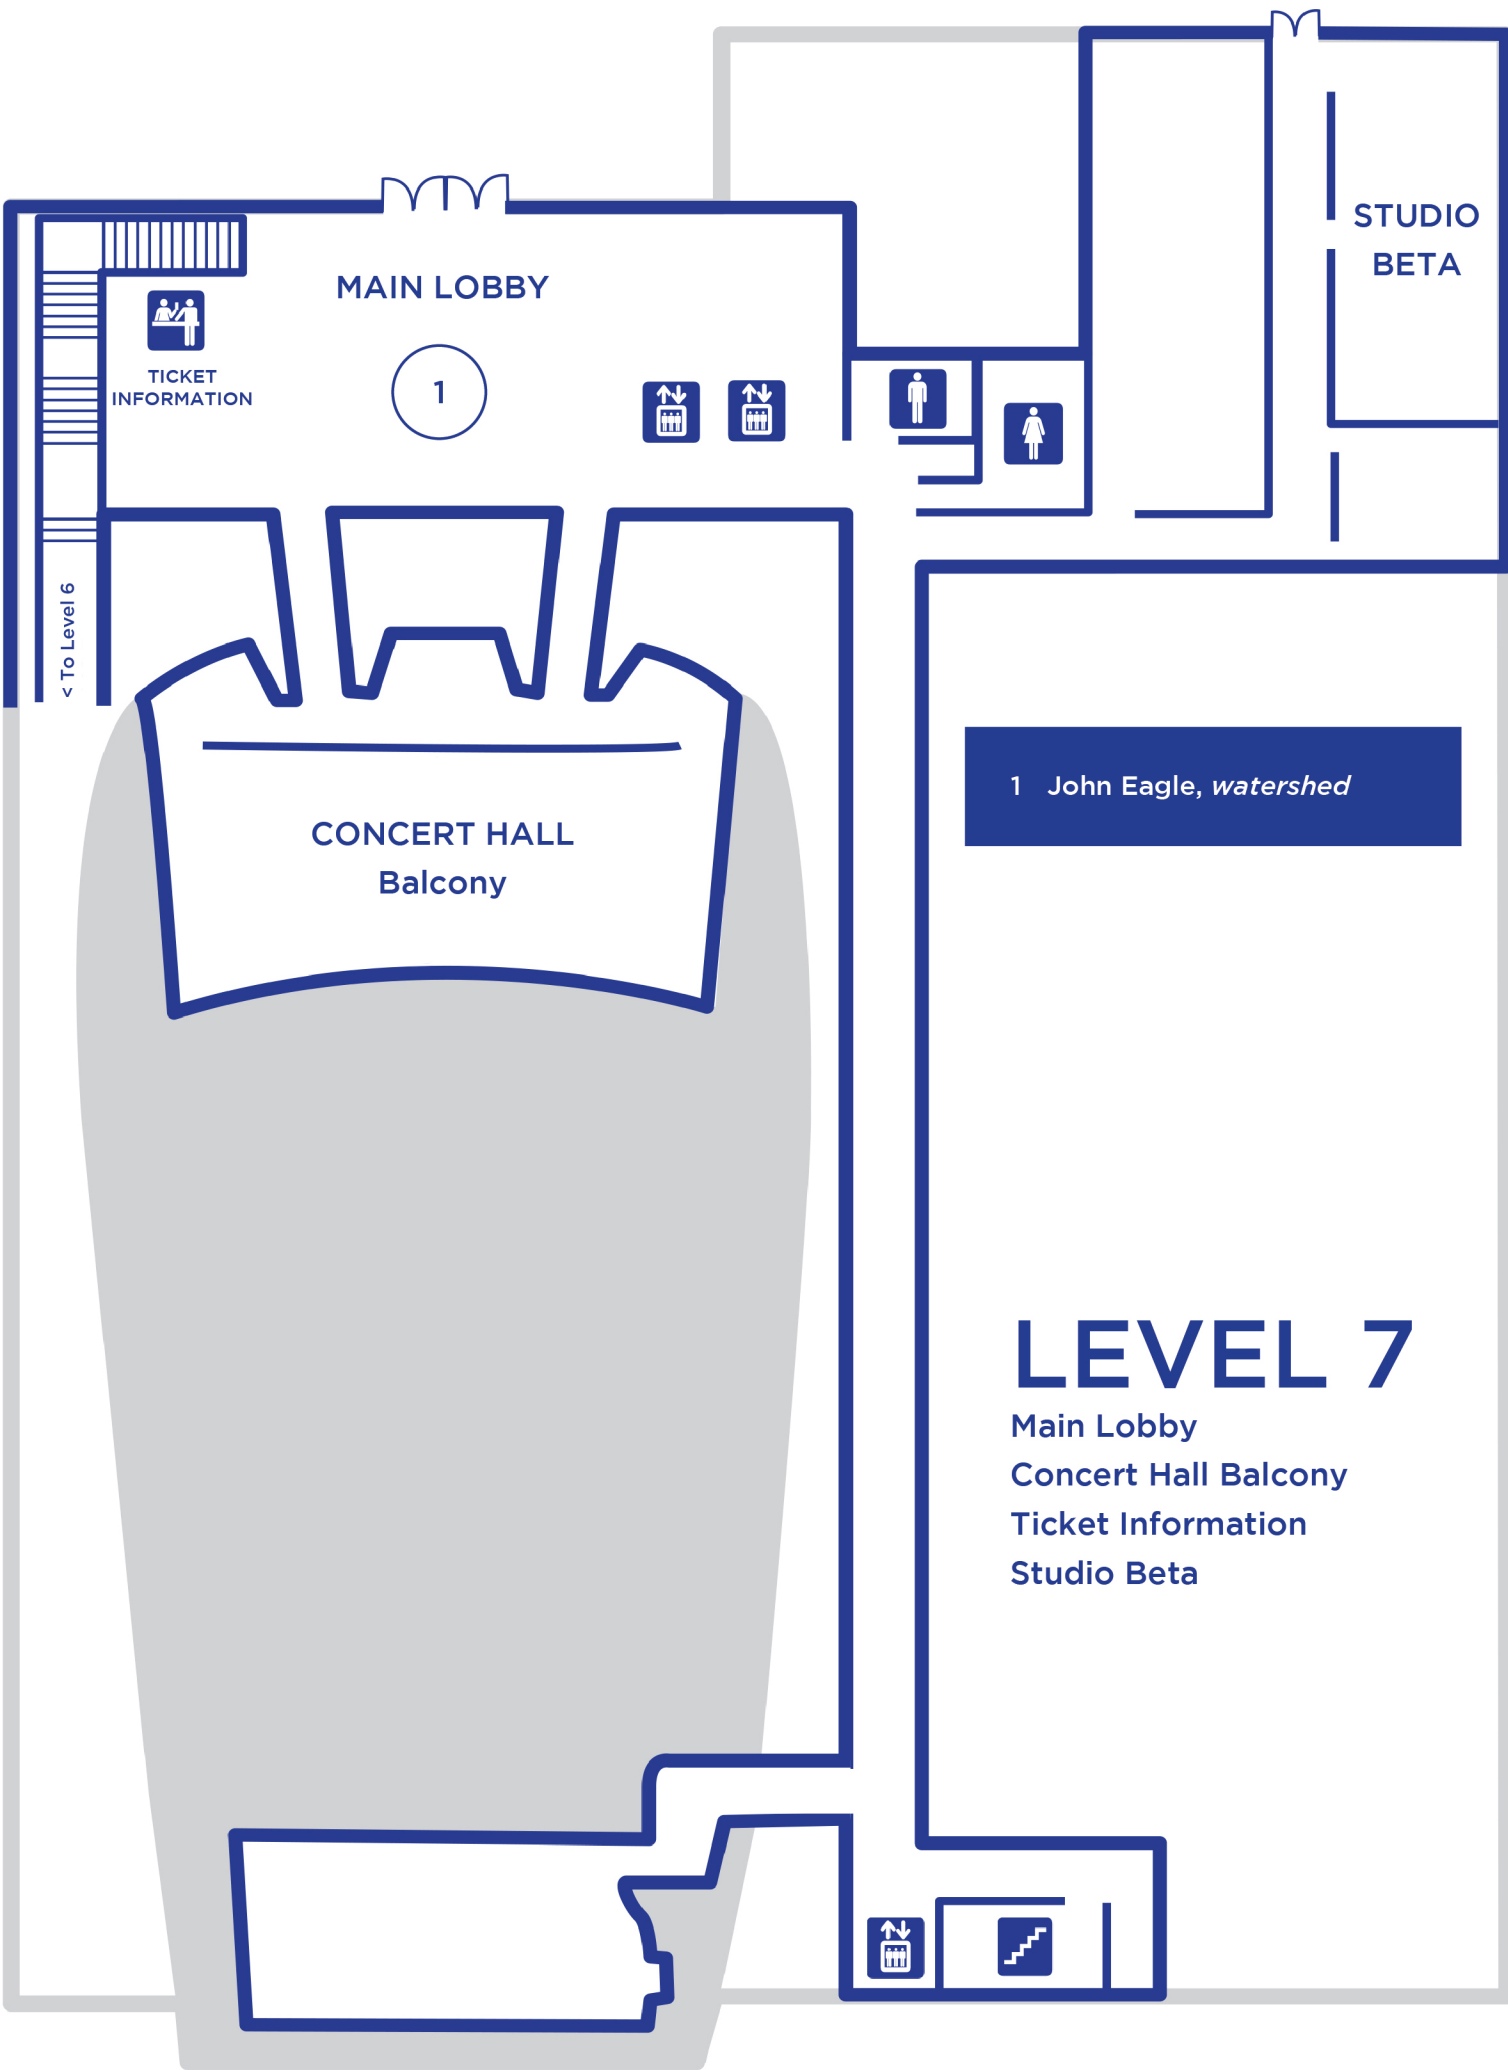 STUDIO
BETA
MAIN LOBBY
TICKET
INFORMATION
1
< To Level 6
1 John Eagle, watershed
CONCERT HALL
Balcony
LEVEL 7
Main Lobby
Concert Hall Balcony
Ticket Information
Studio Beta